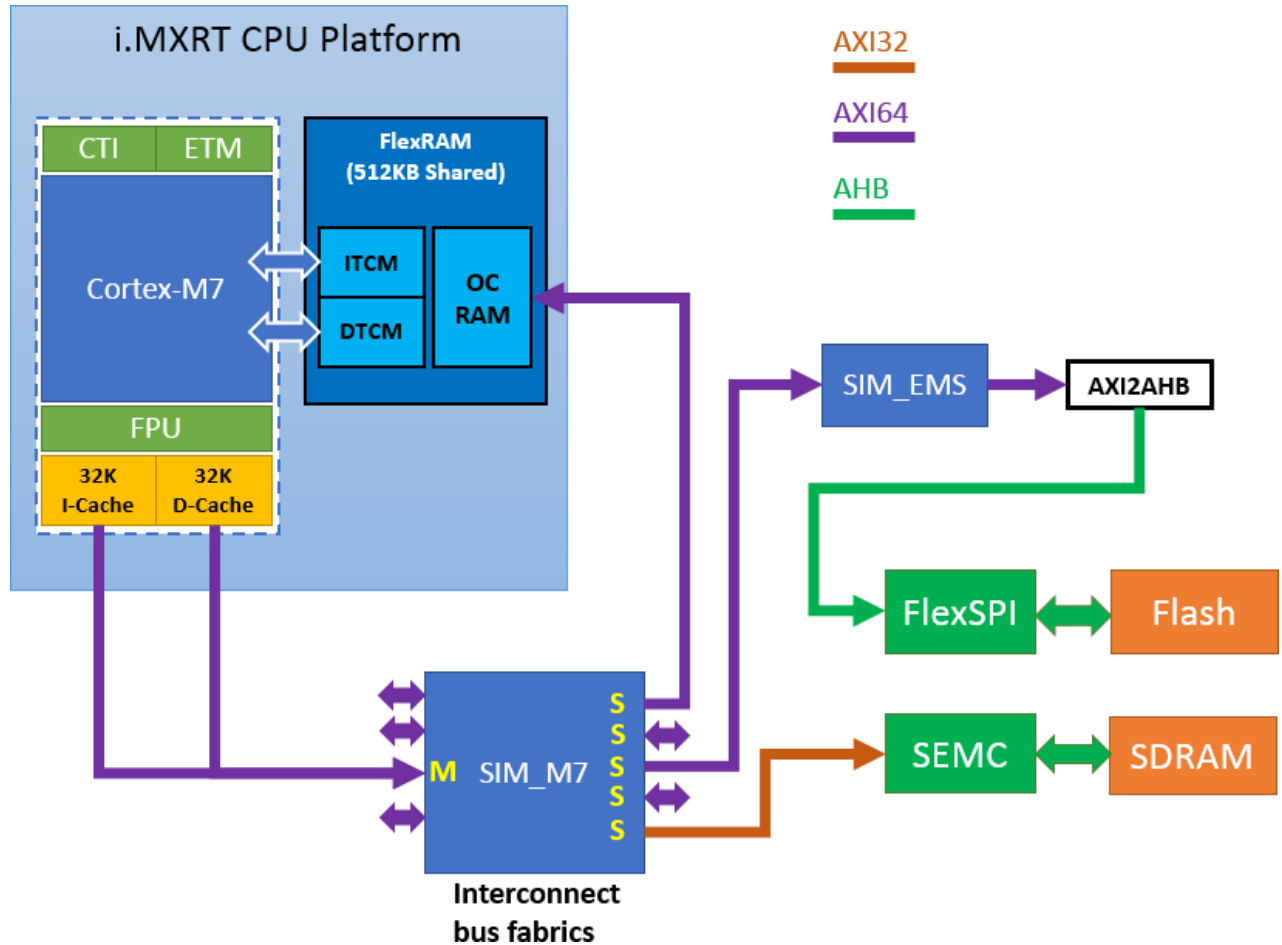 i.MXRT CPU Platform
CTI
ETM
Cortex-M7
FPU
32K
I-Cache
32K
D-Cache
FlexRAM
(512KB Shared)
ITCM
DTCM
OC
RAM
AXI32
AXI64
AHB
SIM_EMS
AXI2AHB
FlexSPI
Flash
SEMC
SDRAM
M
SIM_M7
S
S
S
S
S
Interconnect
bus fabrics